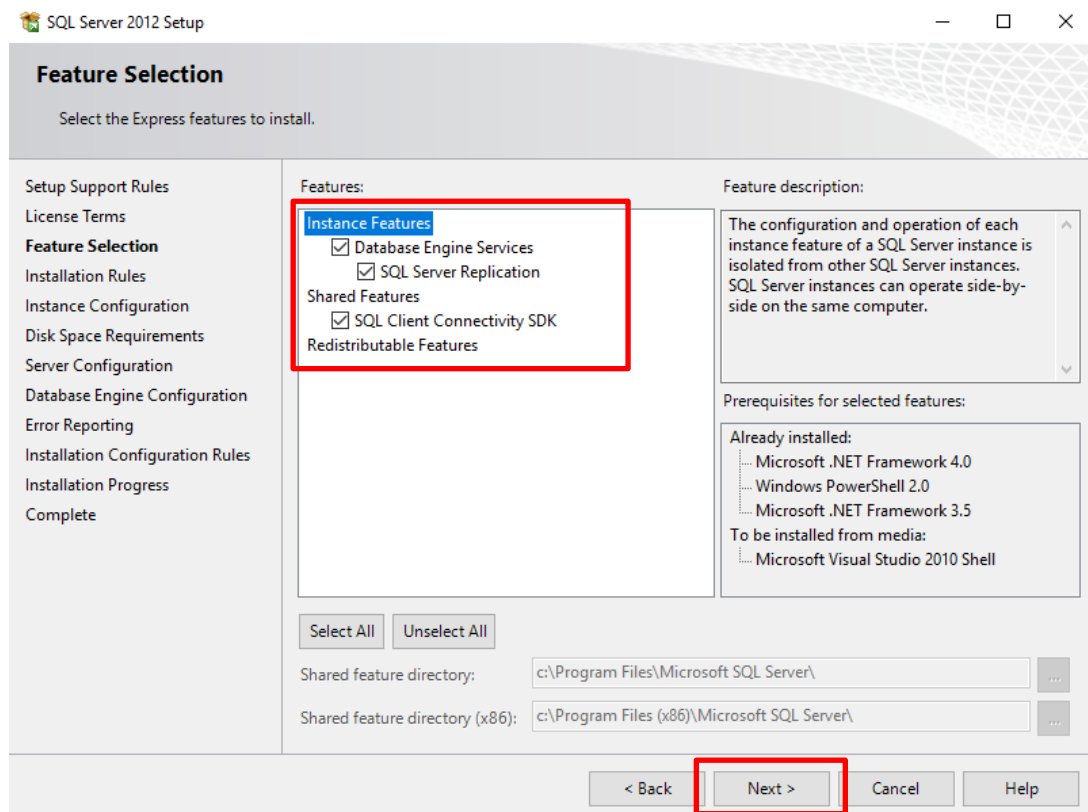 SQL Server 2012 Setup
Feature Selection
Select the Express features to install.
Setup Support Rules
License Terms
Feature Selection
Installation Rules
Instance Configuration
Disk Space Requirements
Server Configuration
Database Engine Configuration
Error Reporting
Installation Configuration Rules
Installation Progress
Complete
Features:
Instance Features
Database Engine Services
SQL Server Replication
Shared Features
SQL Client Connectivity SDK
Redistributable Features
Feature description:
The configuration and operation of each
instance feature of a SQL Server instance is
isolated from other SQL Server instances.
SQL Server instances can operate side-by-
side on the same computer.
Prerequisites for selected features:
Already installed:
Microsoft .NET Framework 4.0
Windows PowerShell 2.0
Microsoft .NET Framework 3.5
To be installed from media:
Microsoft Visual Studio 2010 Shell
Select All
Unselect All
Shared feature directory:
c:\Program Files\Microsoft SQL Server\
...
Shared feature directory (x86):
c:\Program Files (x86)\Microsoft SQL Server\
...
< Back
Next >
Cancel
Help